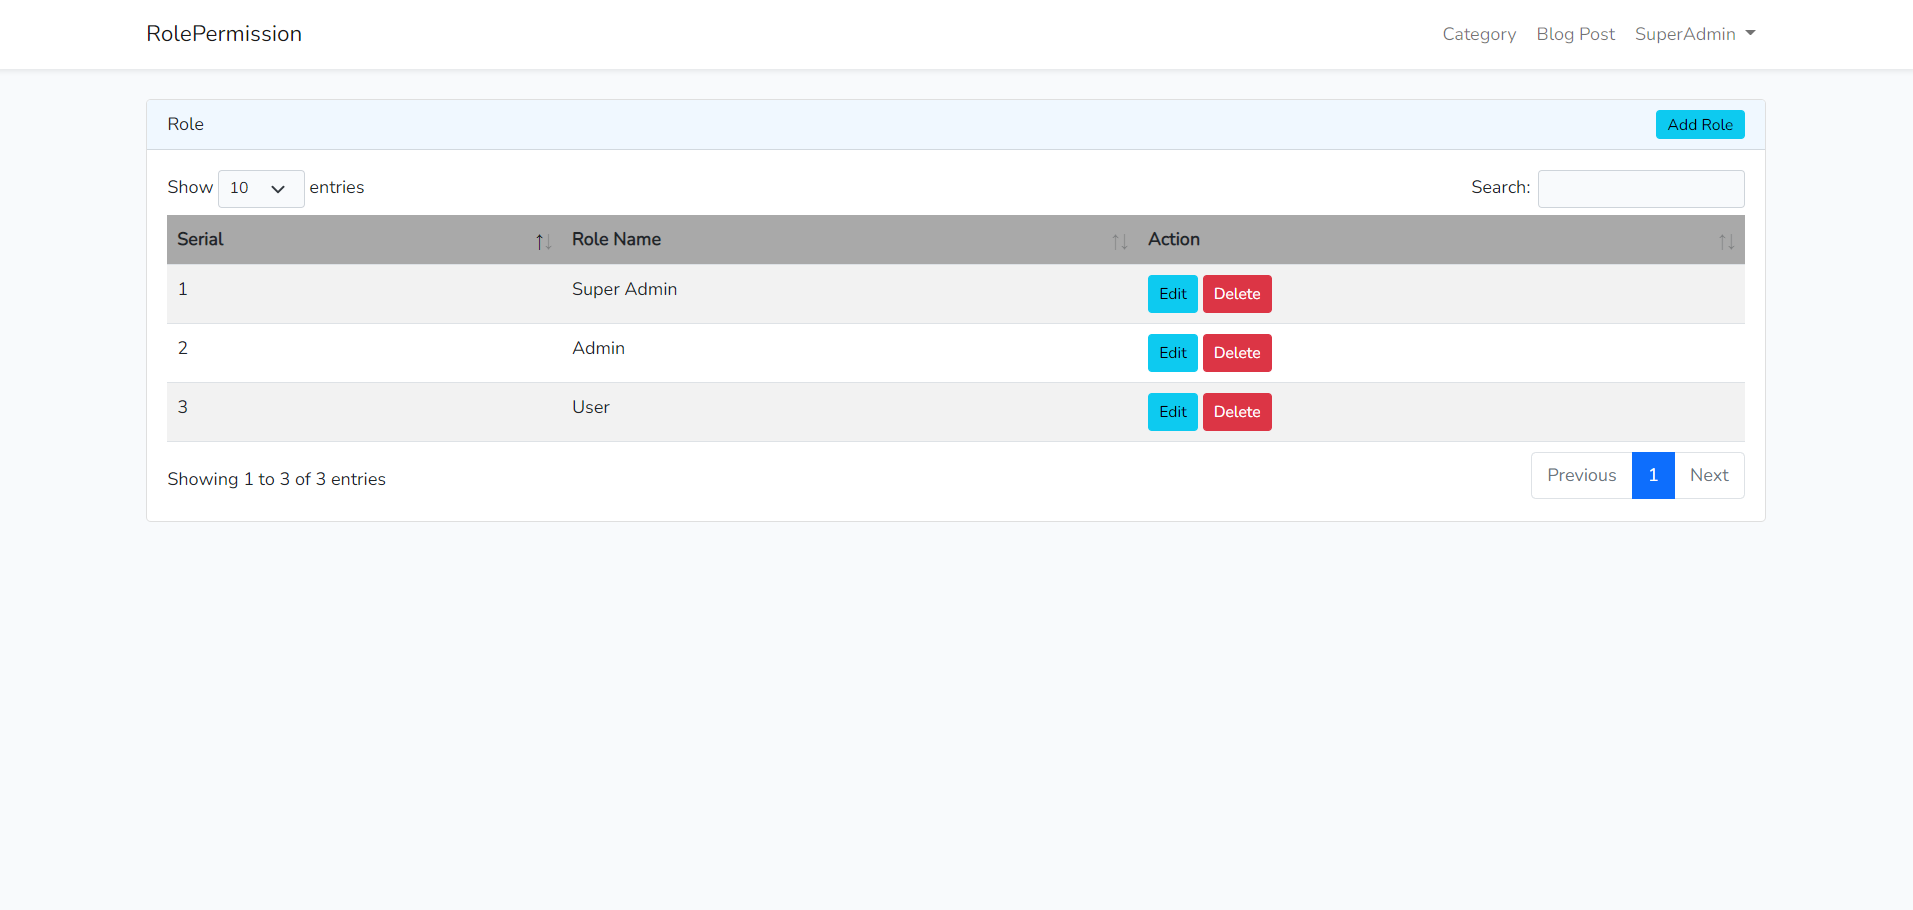 RolePermission Category Blog Post SuperAdmin
Role Add Role
Show 10 entries Search:
Serial Role Name Action
1 Super Admin Edit Delete
2 Admin Edit Delete
3 User Edit Delete
Showing 1 to 3 of 3 entries Previous 1 Next